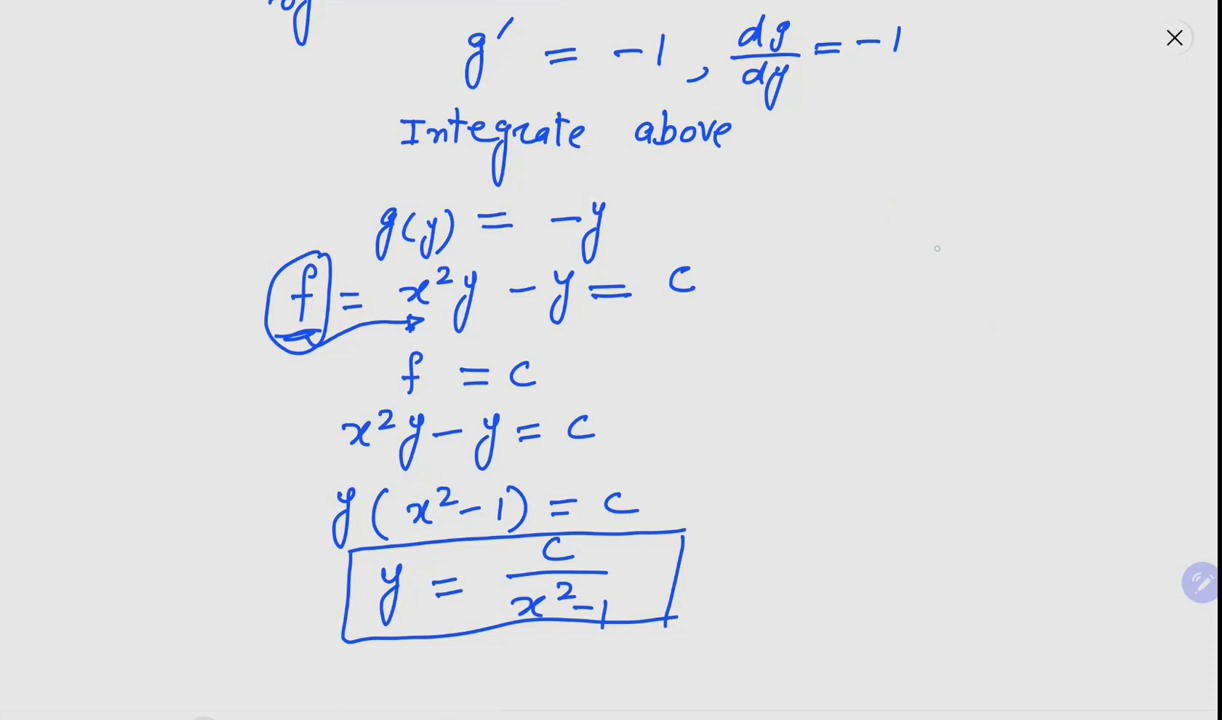 g′ = -1 , dg/dy = -1
Integrate above
g(y) = -y
f = x²y - y = c
f = c
x²y - y = c
y(x²-1) = c
y = c/(x²-1)